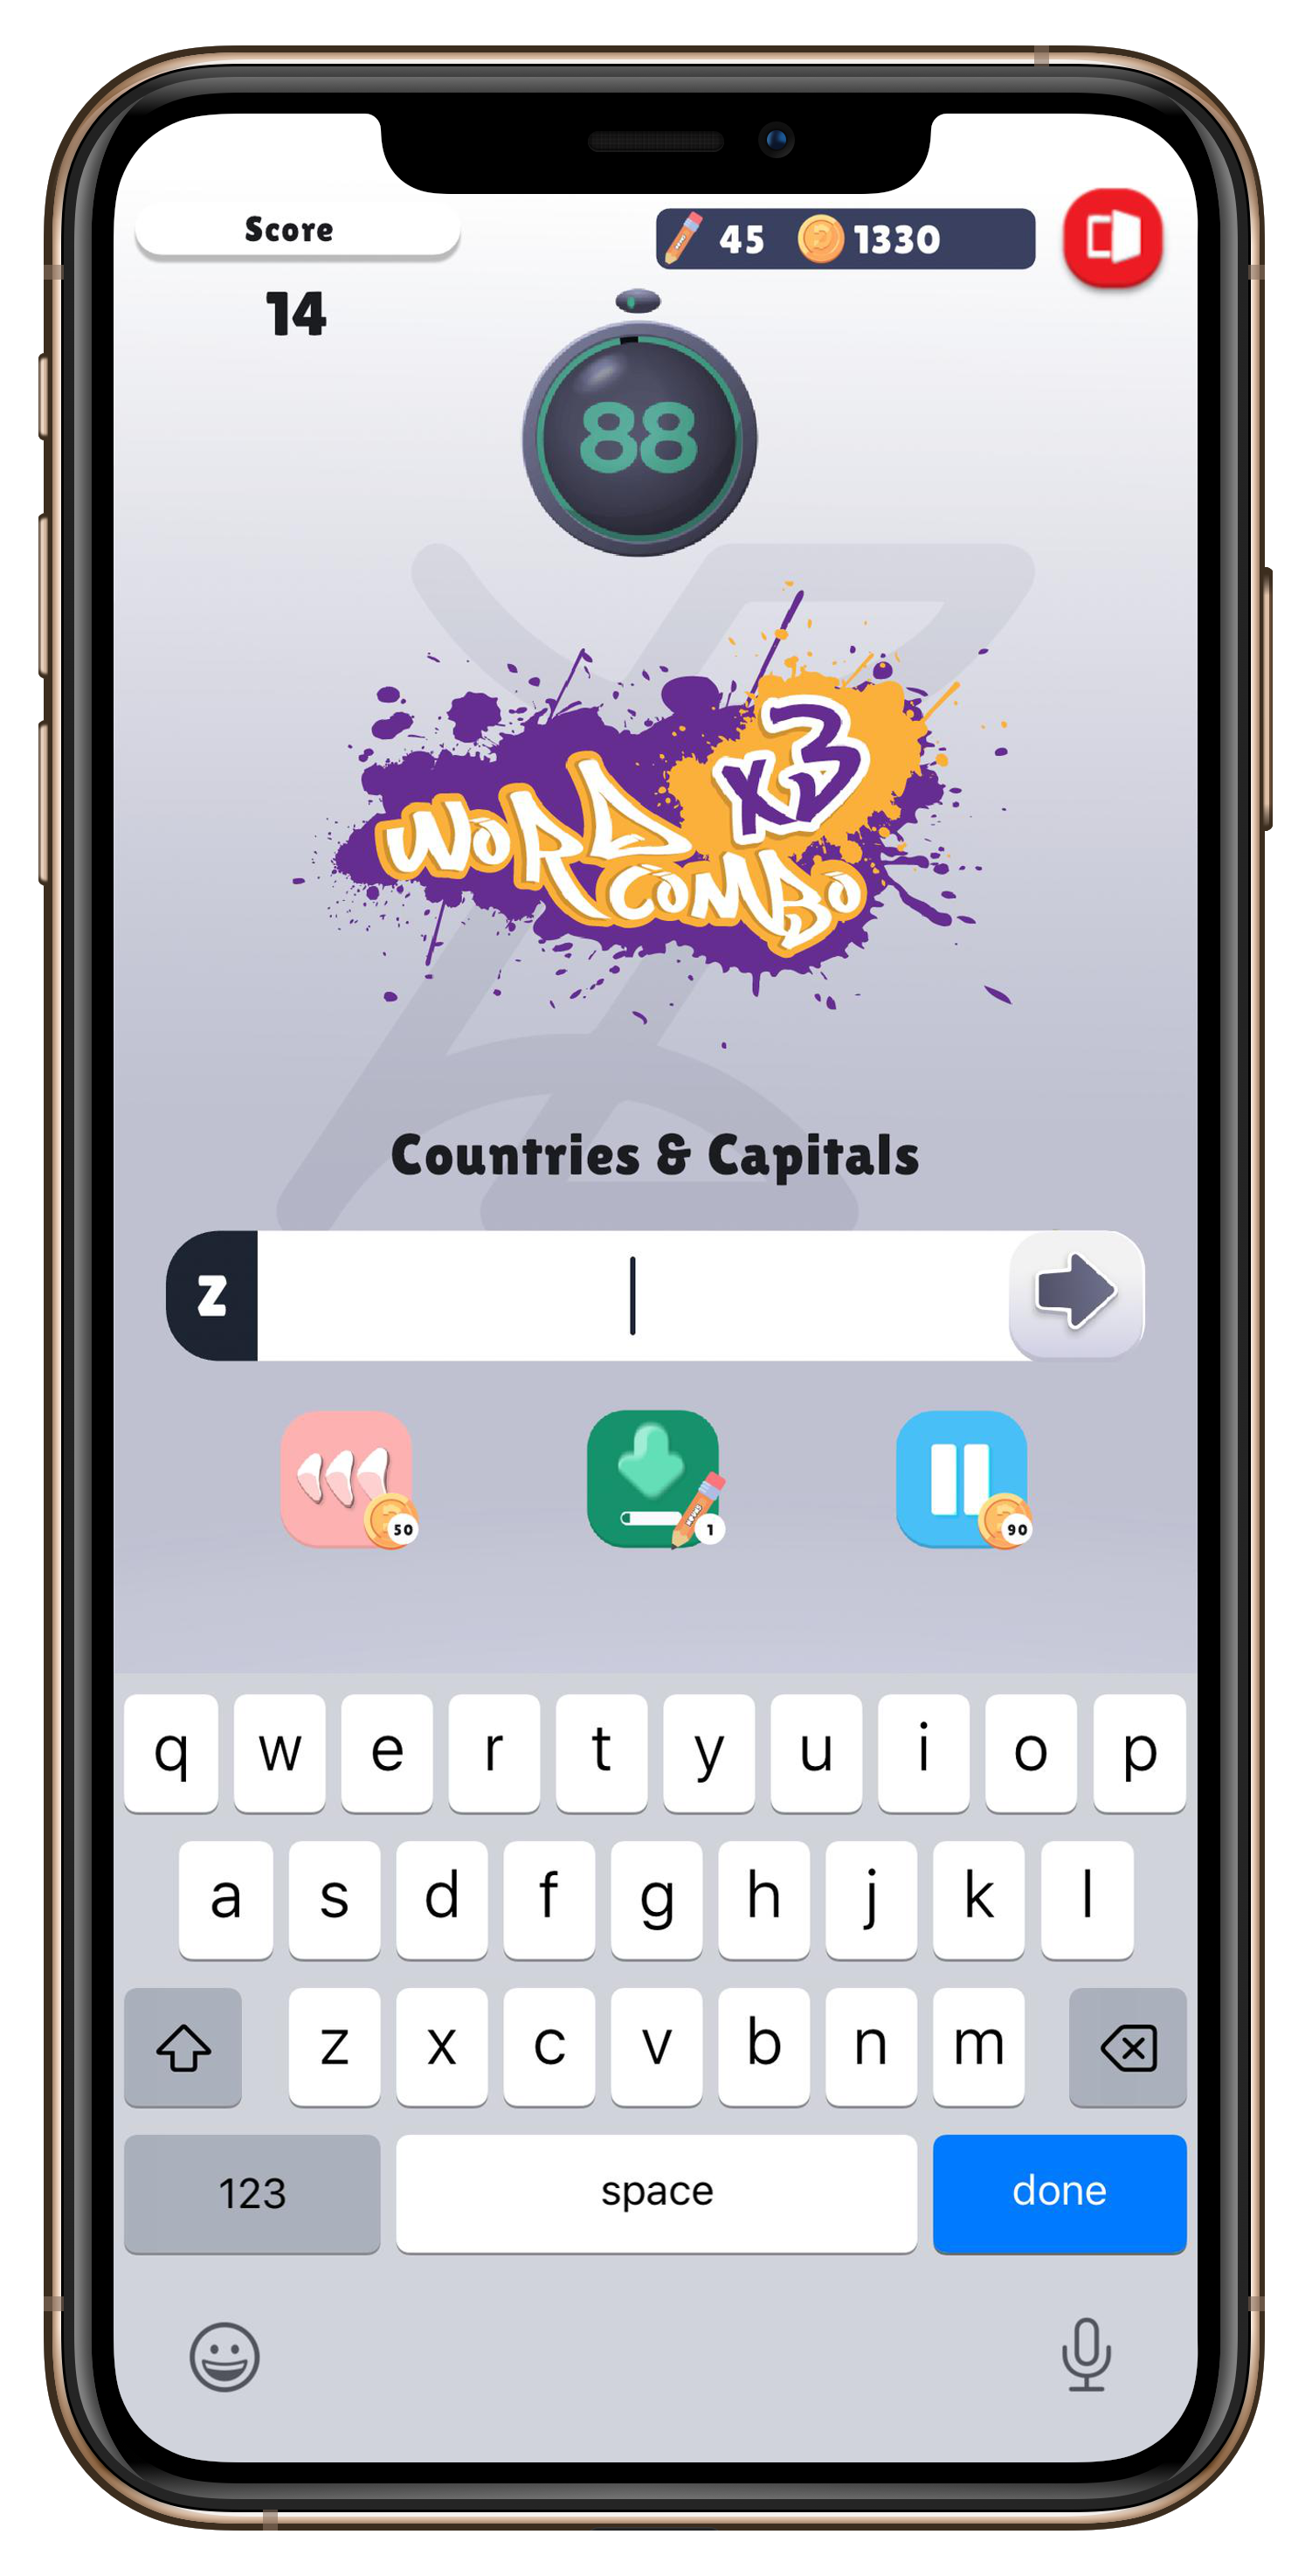 Score
45 1330
14
88
WORD x3
COMBO
Countries & Capitals
Z
50 1 90
q w e r t y u i o p
a s d f g h j k l
z x c v b n m
123 space done